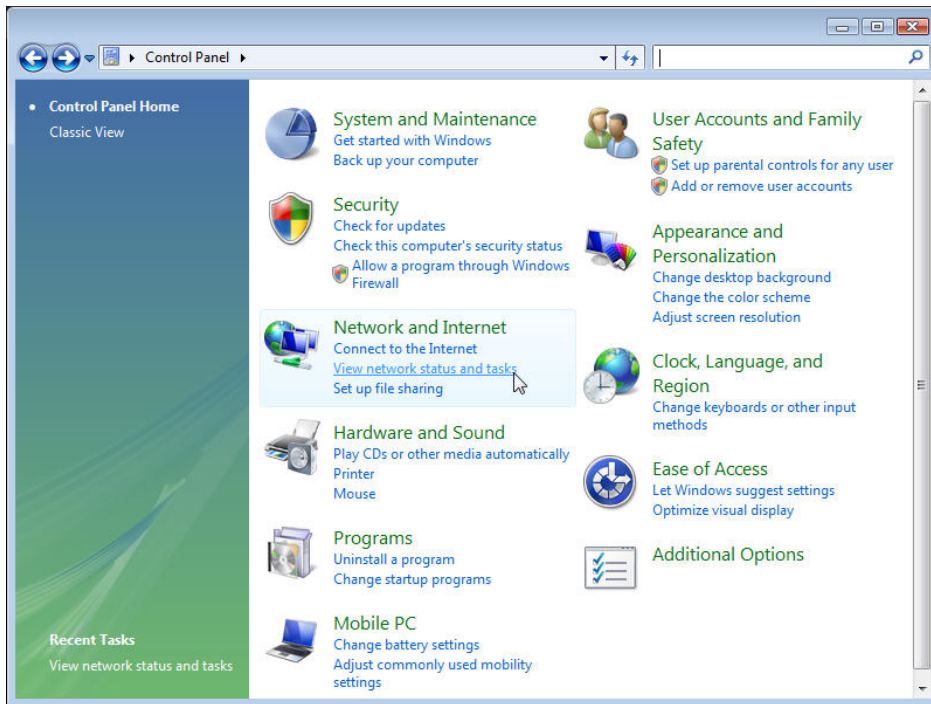 Control Panel
Control Panel Home
Classic View
Recent Tasks
View network status and tasks
System and Maintenance
Get started with Windows
Back up your computer
Security
Check for updates
Check this computer's security status
Allow a program through Windows
Firewall
Network and Internet
Connect to the Internet
View network status and tasks
Set up file sharing
Hardware and Sound
Play CDs or other media automatically
Printer
Mouse
Programs
Uninstall a program
Change startup programs
Mobile PC
Change battery settings
Adjust commonly used mobility
settings
User Accounts and Family
Safety
Set up parental controls for any user
Add or remove user accounts
Appearance and
Personalization
Change desktop background
Change the color scheme
Adjust screen resolution
Clock, Language, and
Region
Change keyboards or other input
methods
Ease of Access
Let Windows suggest settings
Optimize visual display
Additional Options